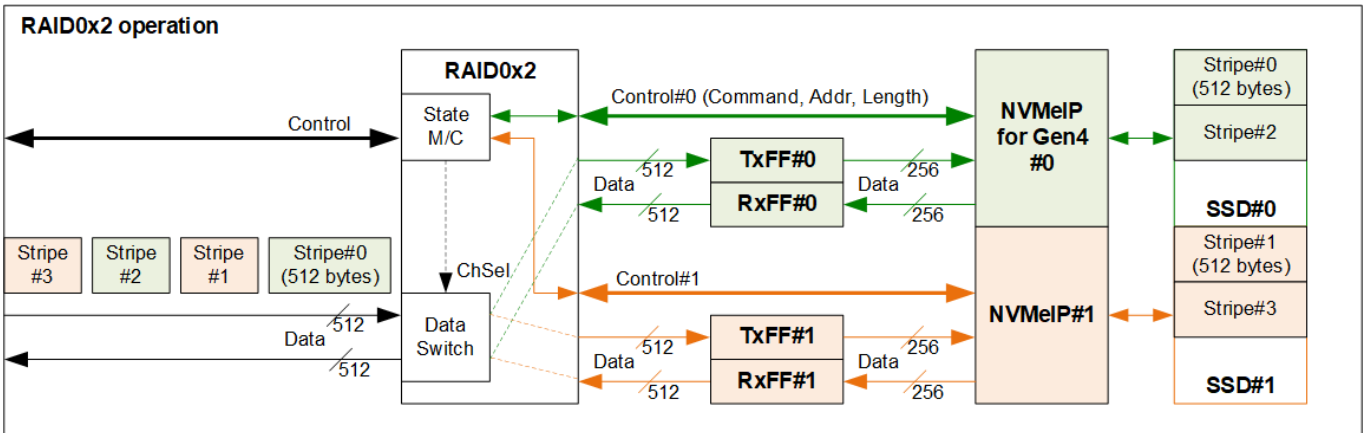 RAID0x2 operation
RAID0x2
State
M/C
Control
Control#0 (Command, Addr, Length)
NVMeIP
for Gen4
#0
Stripe#0
(512 bytes)
Stripe#2
SSD#0
512
TxFF#0
256
Data
Data
512
RxFF#0
256
Stripe
#3
Stripe
#2
Stripe
#1
Stripe#0
(512 bytes)
ChSel
Control#1
NVMeIP#1
Stripe#1
(512 bytes)
Stripe#3
SSD#1
512
Data
512
Data
Switch
512
TxFF#1
256
Data
Data
512
RxFF#1
256